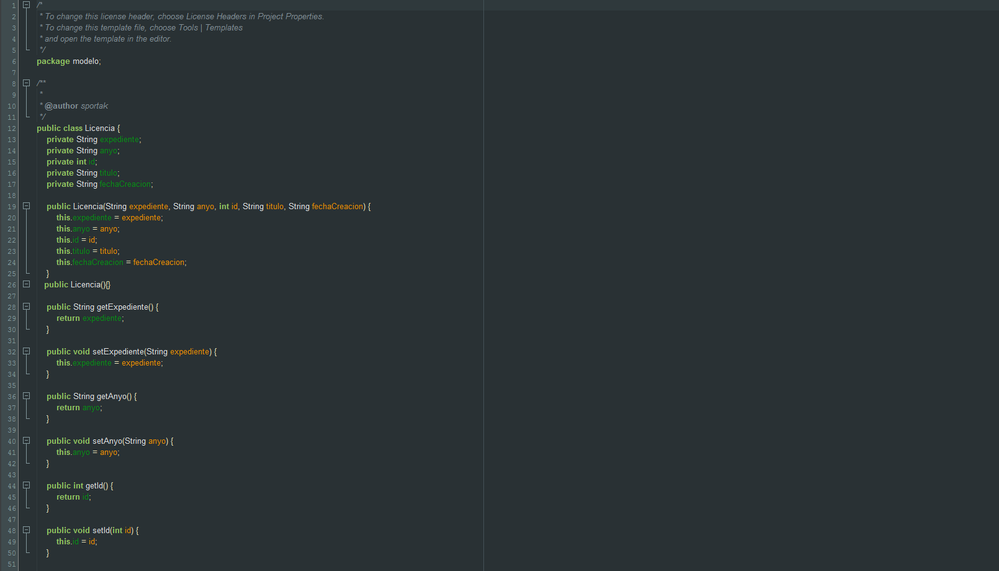 1 /*
2 * To change this license header, choose License Headers in Project Properties.
3 * To change this template file, choose Tools | Templates
4 * and open the template in the editor.
5 */
6 package modelo;
7
8 /**
9 *
10 * @author sportak
11 */
12 public class Licencia {
13 private String expediente;
14 private String anyo;
15 private int id;
16 private String titulo;
17 private String fechaCreacion;
18
19 public Licencia(String expediente, String anyo, int id, String titulo, String fechaCreacion) {
20 this.expediente = expediente;
21 this.anyo = anyo;
22 this.id = id;
23 this.titulo = titulo;
24 this.fechaCreacion = fechaCreacion;
25 }
26 public Licencia(){}
27
28 public String getExpediente() {
29 return expediente;
30 }
31
32 public void setExpediente(String expediente) {
33 this.expediente = expediente;
34 }
35
36 public String getAnyo() {
37 return anyo;
38 }
39
40 public void setAnyo(String anyo) {
41 this.anyo = anyo;
42 }
43
44 public int getId() {
45 return id;
46 }
47
48 public void setId(int id) {
49 this.id = id;
50 }
51